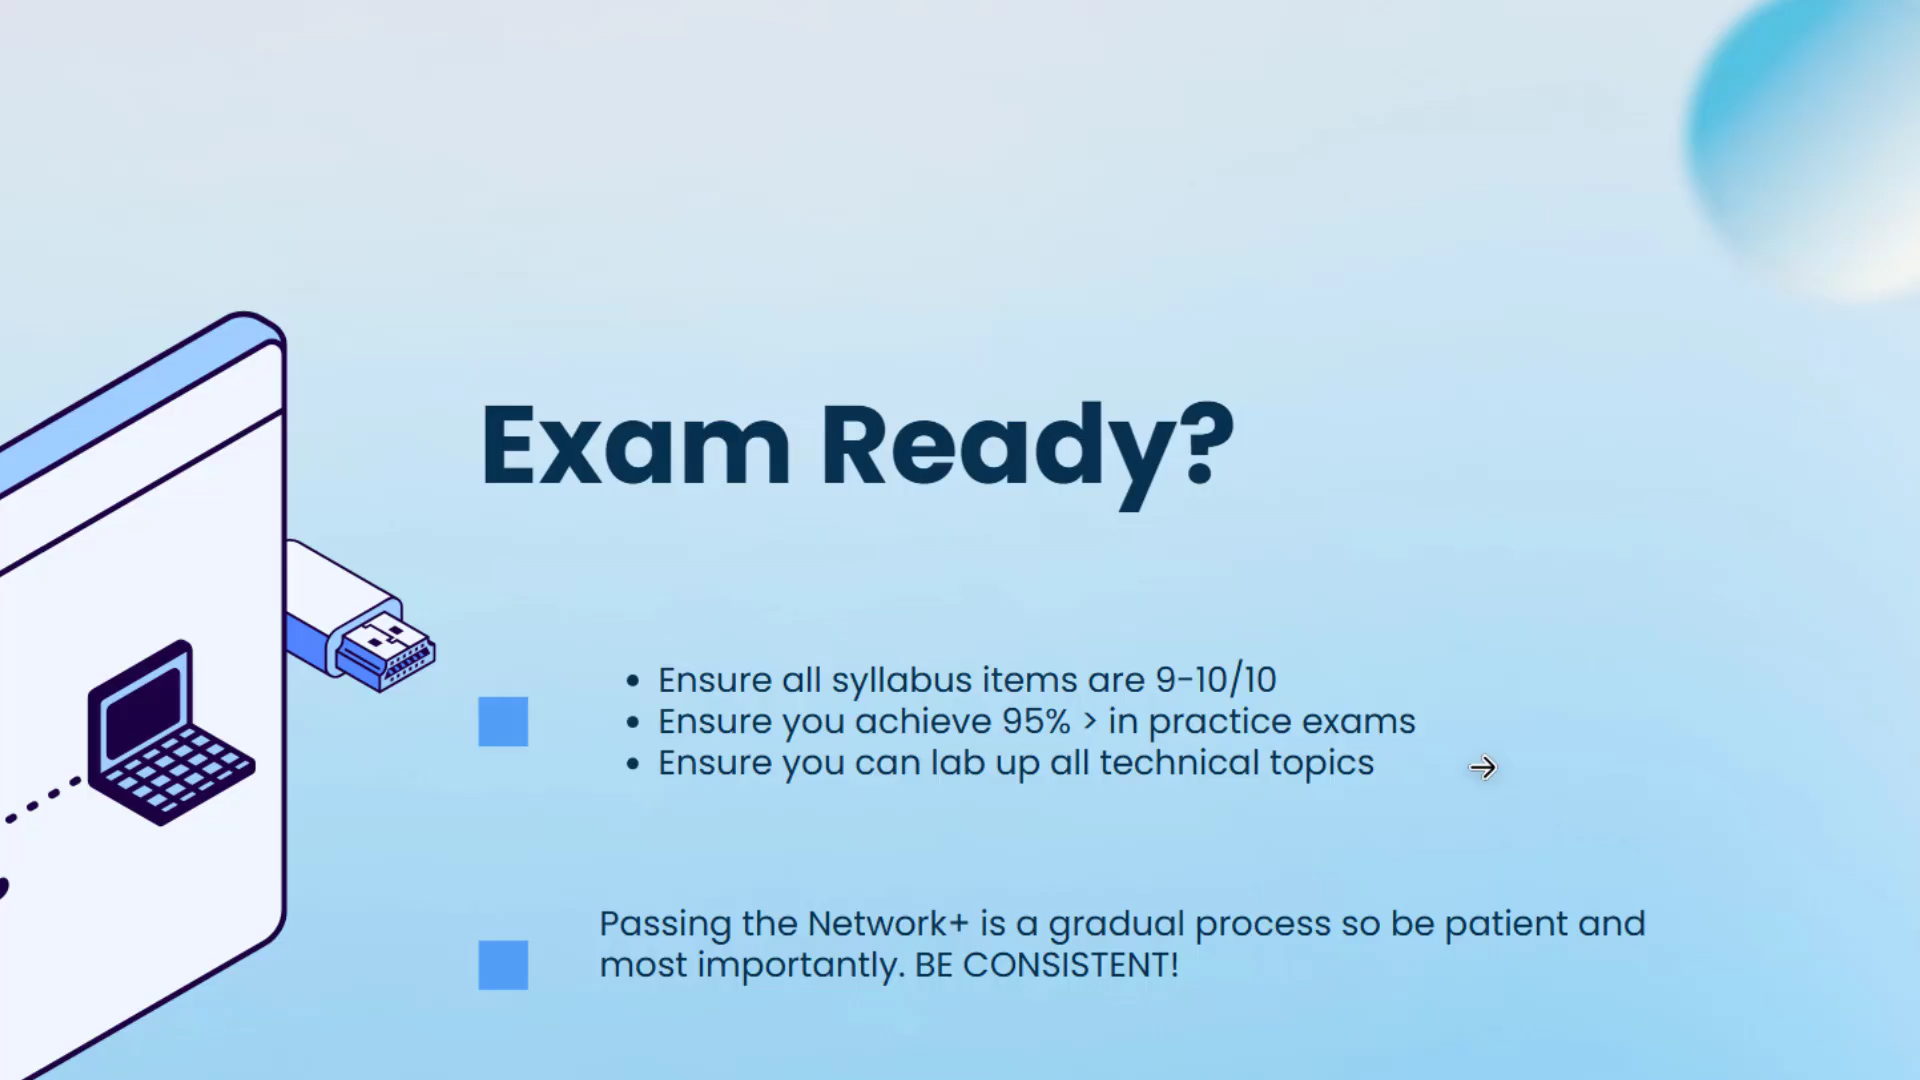 Exam Ready?
• Ensure all syllabus items are 9-10/10
• Ensure you achieve 95% > in practice exams
• Ensure you can lab up all technical topics
Passing the Network+ is a gradual process so be patient and
most importantly. BE CONSISTENT!